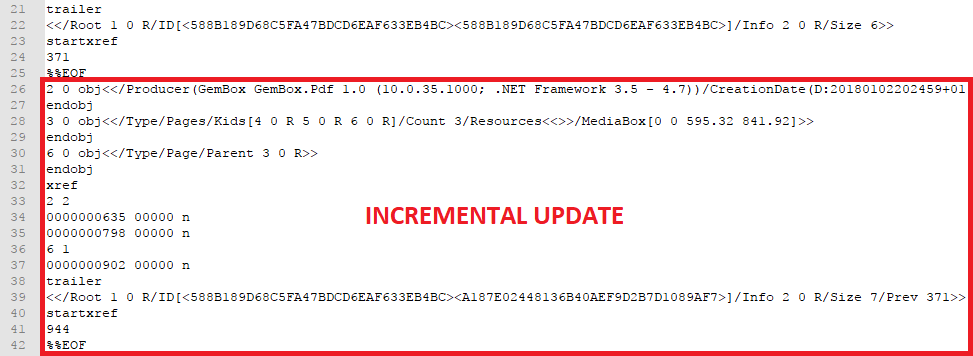 21 trailer
22 <</Root 1 0 R/ID[<588B189D68C5FA47BDCD6EAF633EB4BC><588B189D68C5FA47BDCD6EAF633EB4BC>]/Info 2 0 R/Size 6>>
23 startxref
24 371
25 %%EOF
26 2 0 obj<</Producer(GemBox GemBox.Pdf 1.0 (10.0.35.1000; .NET Framework 3.5 - 4.7))/CreationDate(D:20180102202459+01
27 endobj
28 3 0 obj<</Type/Pages/Kids[4 0 R 5 0 R 6 0 R]/Count 3/Resources<<>>/MediaBox[0 0 595.32 841.92]>>
29 endobj
30 6 0 obj<</Type/Page/Parent 3 0 R>>
31 endobj
32 xref
33 2 2
34 0000000635 00000 n
INCREMENTAL UPDATE
35 0000000798 00000 n
36 6 1
37 0000000902 00000 n
38 trailer
39 <</Root 1 0 R/ID[<588B189D68C5FA47BDCD6EAF633EB4BC><A187E02448136B40AEF9D2B7D1089AF7>]/Info 2 0 R/Size 7/Prev 371>>
40 startxref
41 944
42 %%EOF